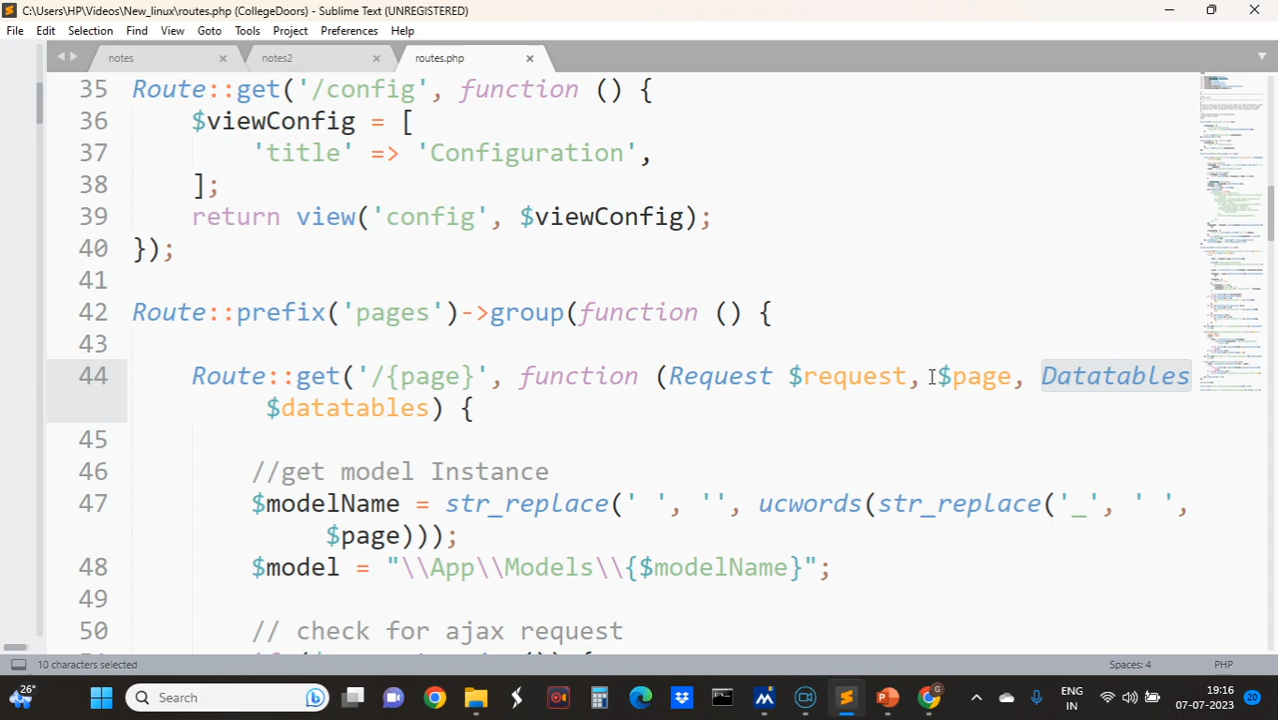 C:\Users\HP\Videos\New_linux\routes.php (CollegeDoors) - Sublime Text (UNREGISTERED)
File Edit Selection Find View Goto Tools Project Preferences Help
notes notes2 routes.php
35 Route::get('/config', function () {
36 $viewConfig = [
37 'title' => 'Configuration',
38 ];
39 return view('config', $viewConfig);
40 });
41
42 Route::prefix('pages')->group(function () {
43
44 Route::get('/{page}', function (Request $request, $page, Datatables
$datatables) {
45
46 //get model Instance
47 $modelName = str_replace(' ', '', ucwords(str_replace('_', ' ',
$page)));
48 $model = "\\App\\Models\\{$modelName}";
49
50 // check for ajax request
10 characters selected Spaces: 4 PHP
26° Search ENG IN 19:16 07-07-2023 20